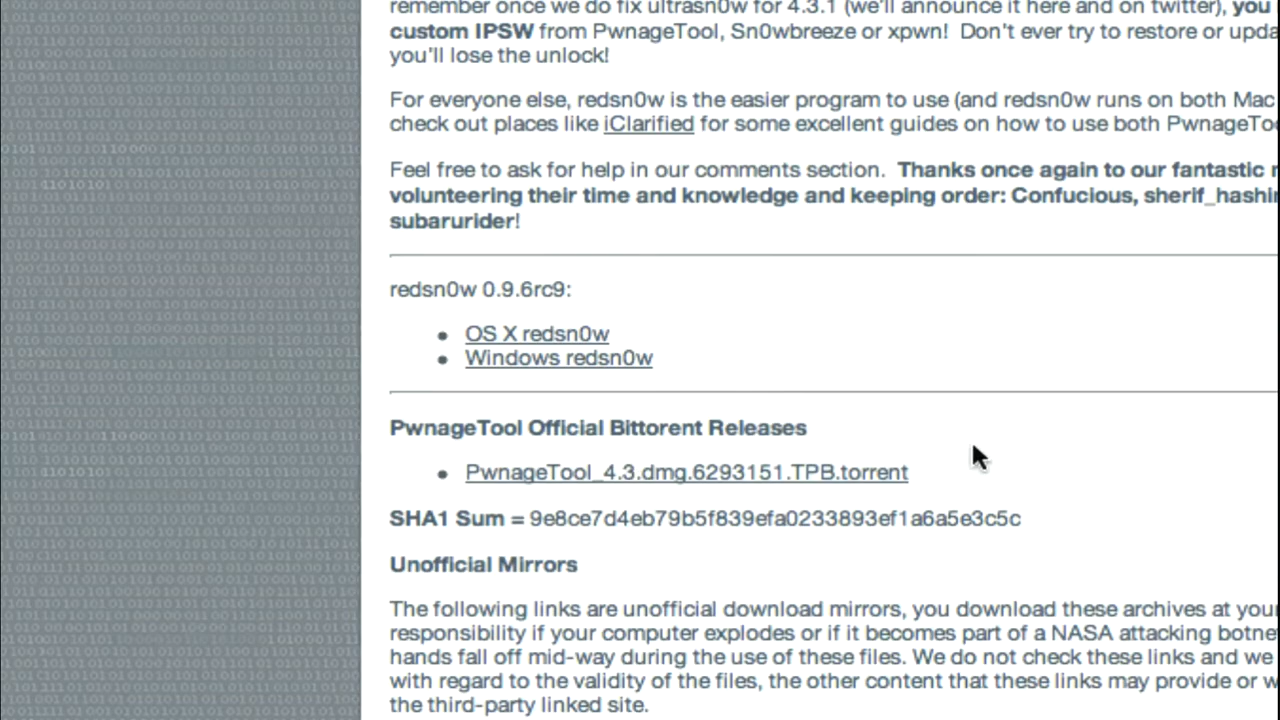 remember once we do fix ultrasn0w for 4.3.1 (we'll announce it here and on twitter), you
custom IPSW from PwnageTool, Sn0wbreeze or xpwn! Don't ever try to restore or upda
you'll lose the unlock!
For everyone else, redsn0w is the easier program to use (and redsn0w runs on both Mac
check out places like iClarified for some excellent guides on how to use both PwnageToo
Feel free to ask for help in our comments section. Thanks once again to our fantastic
volunteering their time and knowledge and keeping order: Confucious, sherif_hashi
subarurider!
redsn0w 0.9.6rc9:
• OS X redsn0w
• Windows redsn0w
PwnageTool Official Bittorent Releases
• PwnageTool_4.3.dmg.6293151.TPB.torrent
SHA1 Sum = 9e8ce7d4eb79b5f839efa0233893ef1a6a5e3c5c
Unofficial Mirrors
The following links are unofficial download mirrors, you download these archives at your
responsibility if your computer explodes or if it becomes part of a NASA attacking botnet
hands fall off mid-way during the use of these files. We do not check these links and we
with regard to the validity of the files, the other content that these links may provide or w
the third-party linked site.